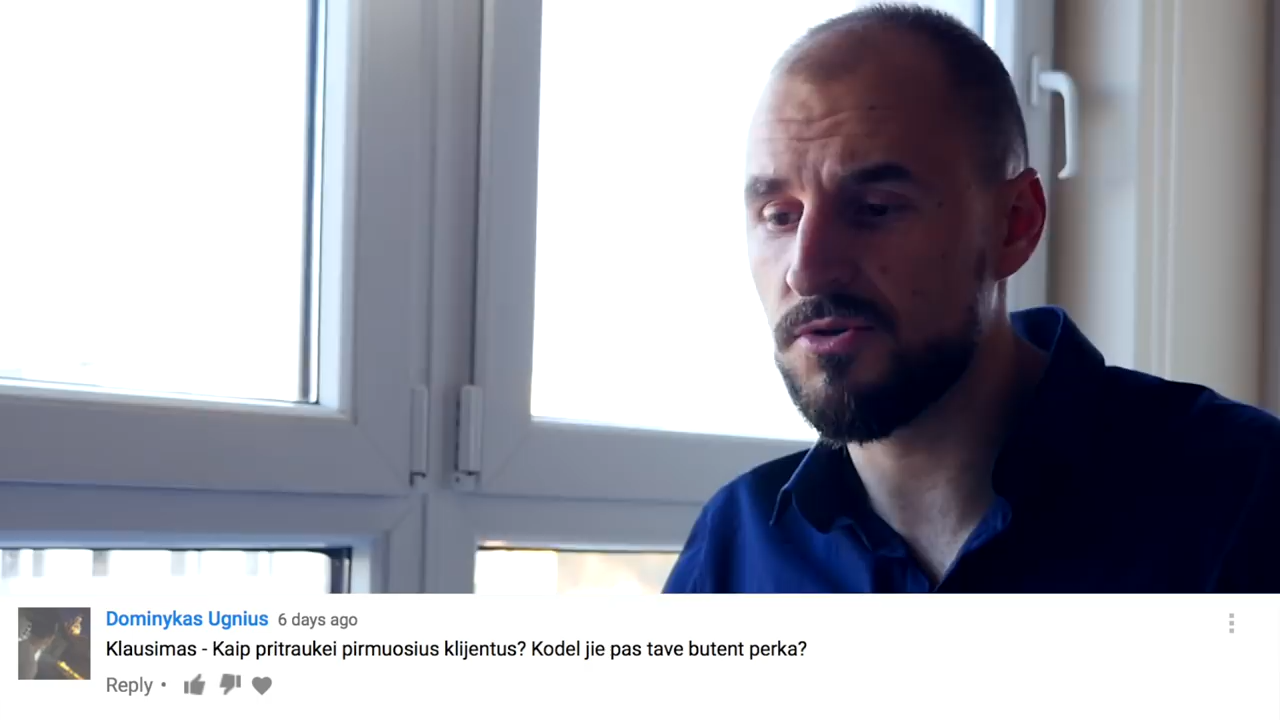 Dominykas Ugnius 6 days ago
Klausimas - Kaip pritraukei pirmuosius klijentus? Kodel jie pas tave butent perka?
Reply